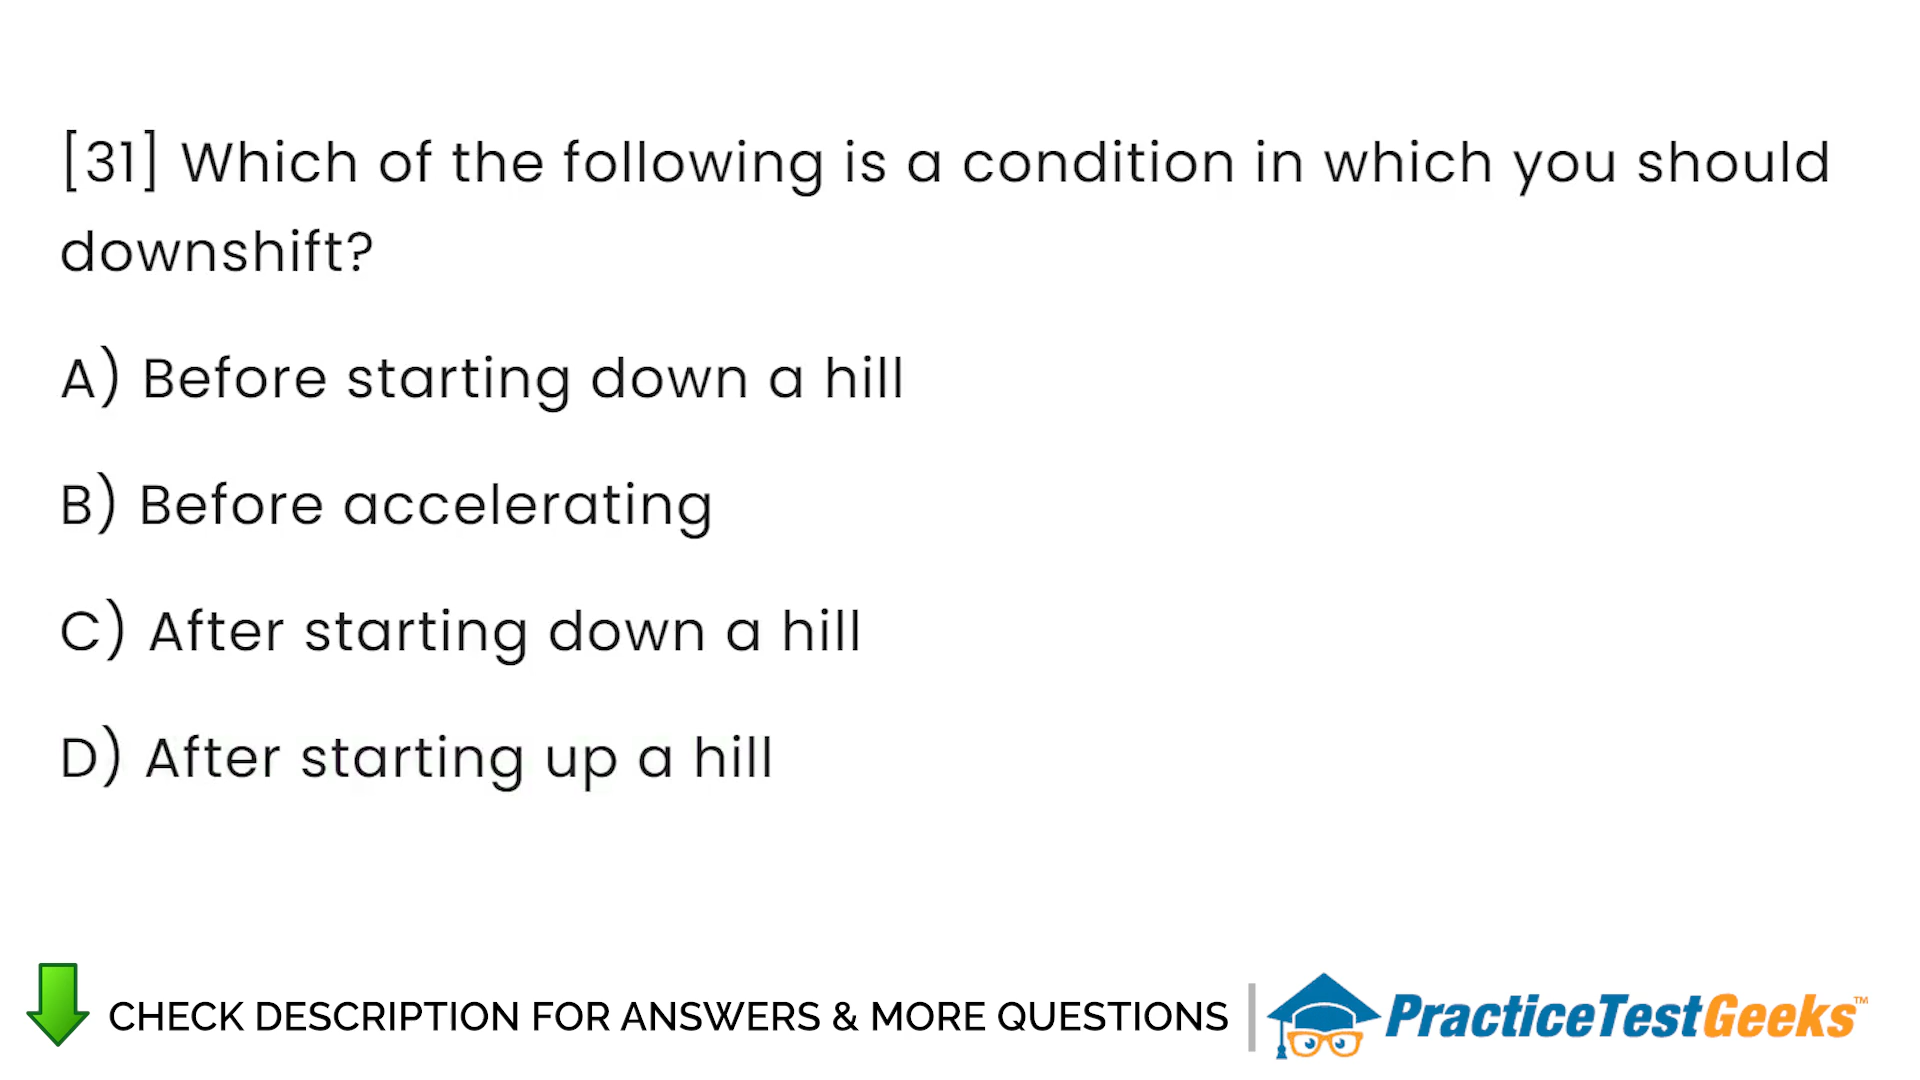 [31] Which of the following is a condition in which you should
downshift?
A) Before starting down a hill
B) Before accelerating
C) After starting down a hill
D) After starting up a hill
CHECK DESCRIPTION FOR ANSWERS & MORE QUESTIONS
PracticeTestGeeks™